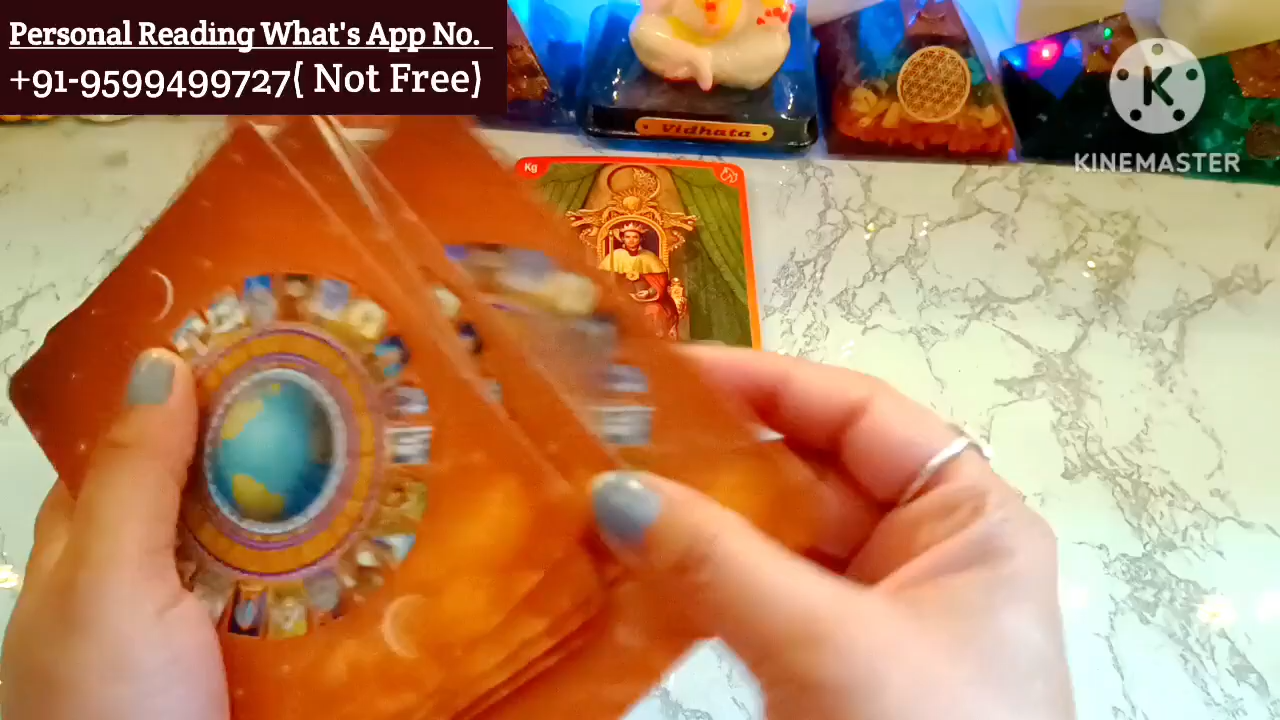 Personal Reading What's App No.
+91-9599499727( Not Free)
Vidhata
Kg
KINEMASTER